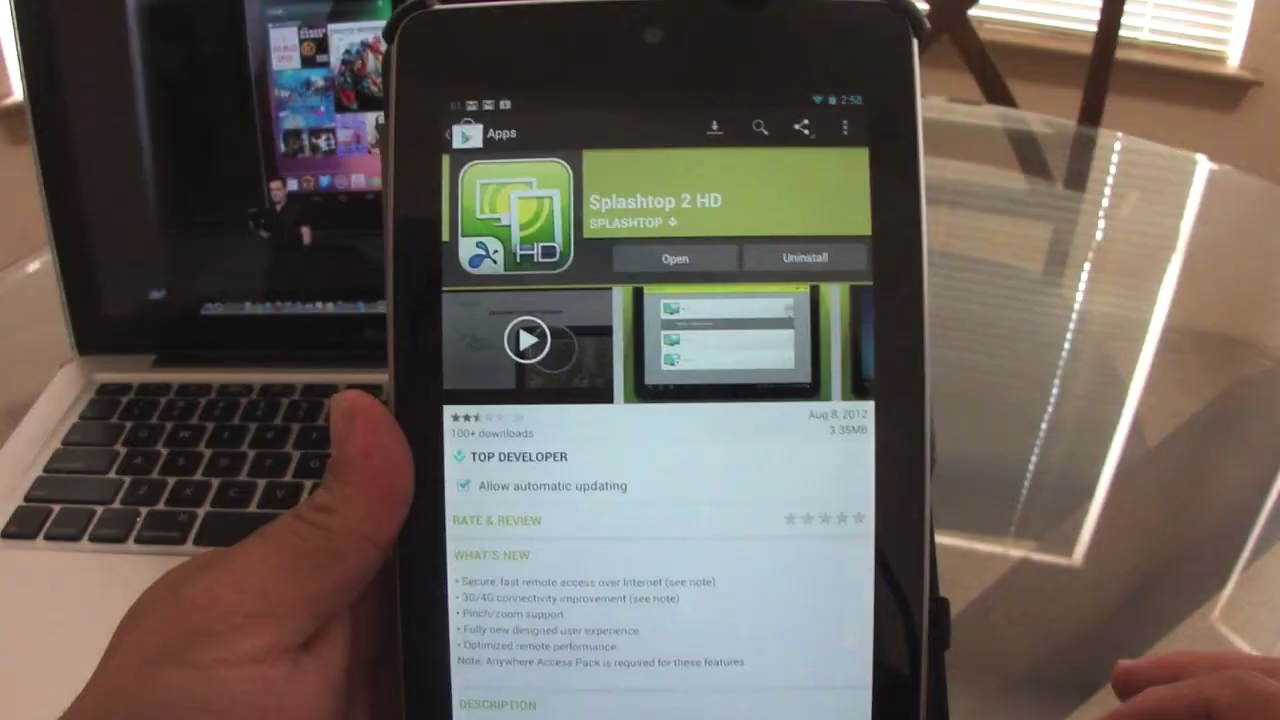 2:58
Apps
Splashtop 2 HD
SPLASHTOP
HD
Open
Uninstall
Aug 8, 2012
100+ downloads
3.35MB
TOP DEVELOPER
Allow automatic updating
RATE & REVIEW
WHAT'S NEW
• Secure, fast remote access over Internet (see note)
• 3G/4G connectivity improvement (see note)
• Pinch/zoom support
• Fully new designed user experience
• Optimized remote performance
Note: Anywhere Access Pack is required for these features
DESCRIPTION